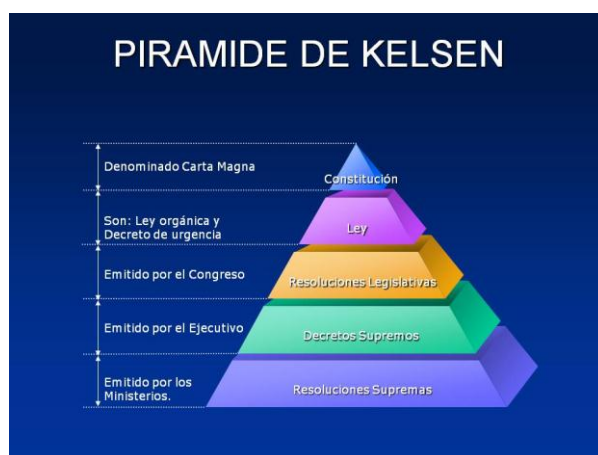 PIRAMIDE DE KELSEN
Denominado Carta Magna
Constitución
Son: Ley orgánica y
Decreto de urgencia
Ley
Emitido por el Congreso
Resoluciones Legislativas
Emitido por el Ejecutivo
Decretos Supremos
Emitido por los
Ministerios.
Resoluciones Supremas